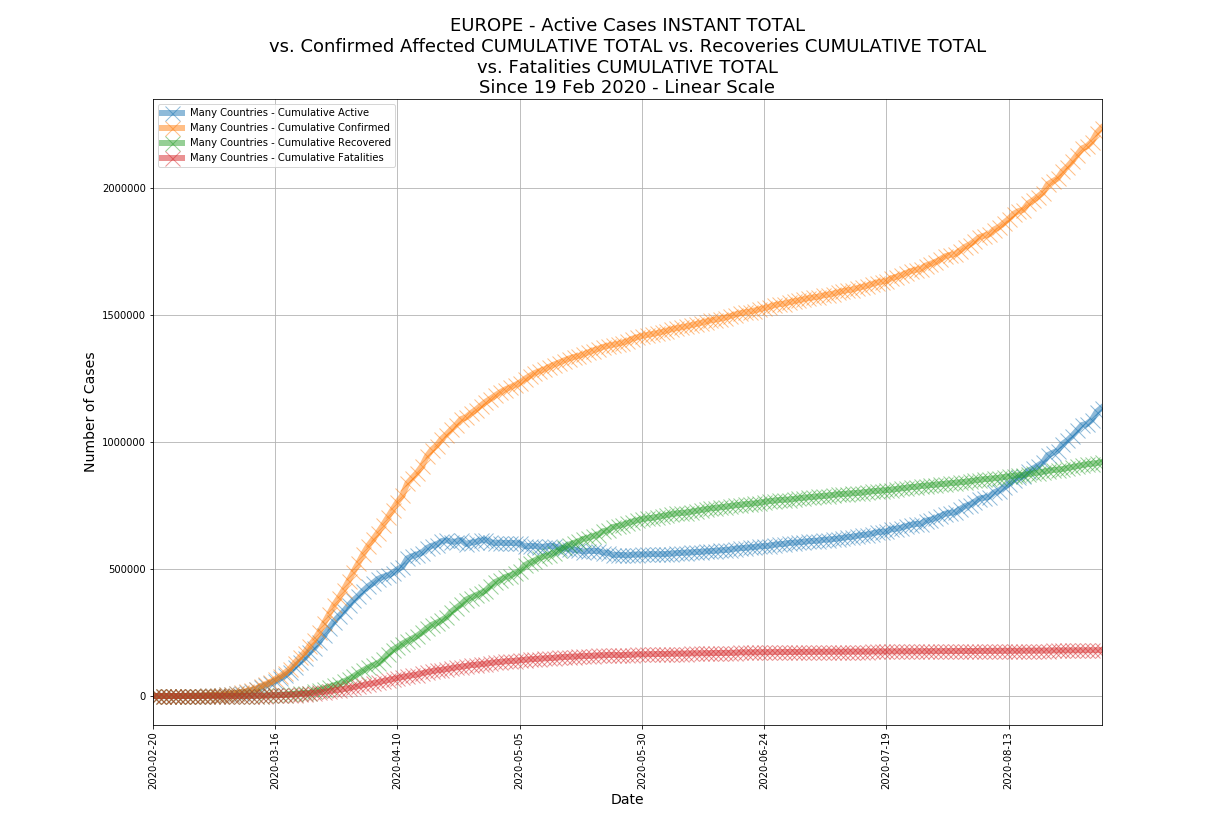 EUROPE - Active Cases INSTANT TOTAL
vs. Confirmed Affected CUMULATIVE TOTAL vs. Recoveries CUMULATIVE TOTAL
vs. Fatalities CUMULATIVE TOTAL
Since 19 Feb 2020 - Linear Scale
Many Countries - Cumulative Active
Many Countries - Cumulative Confirmed
Many Countries - Cumulative Recovered
Many Countries - Cumulative Fatalities
Number of Cases
2000000
1500000
1000000
500000
0
2020-02-20
2020-03-16
2020-04-10
2020-05-05
2020-05-30
2020-06-24
2020-07-19
2020-08-13
Date